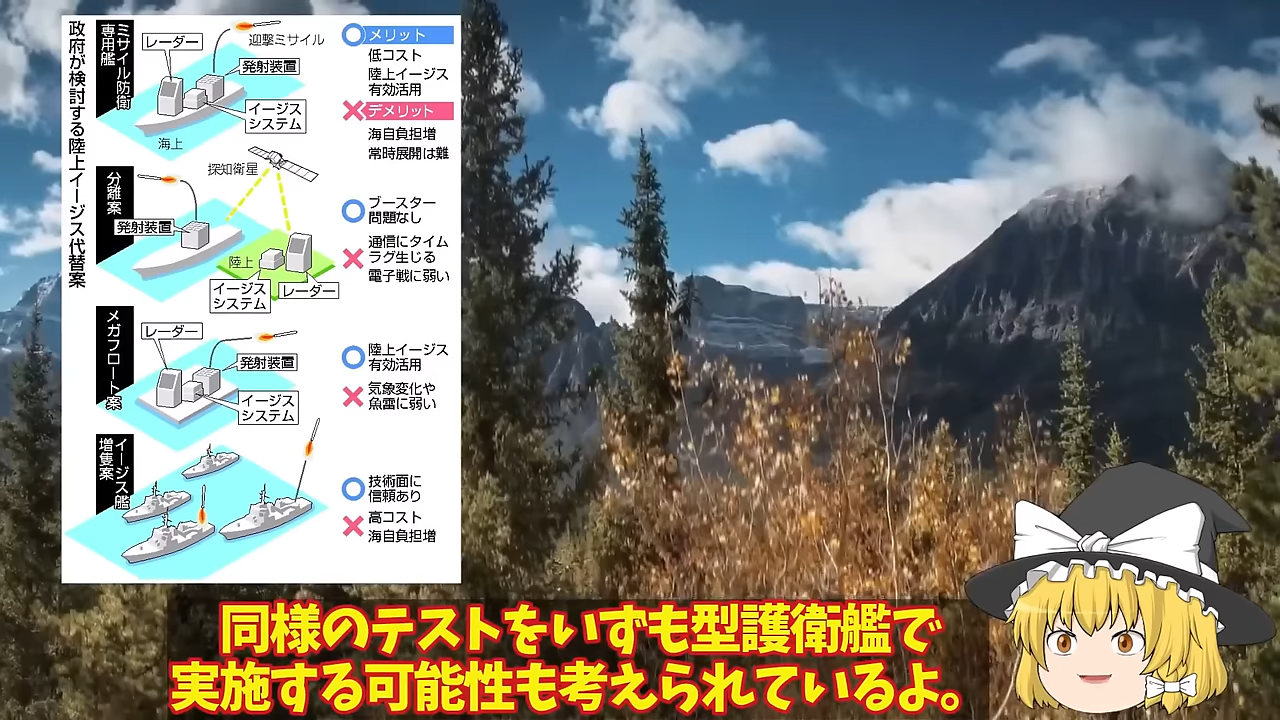 政府が検討する陸上イージス代替案
ミサイル防衛
専用艦
レーダー
迎撃ミサイル
発射装置
イージス
システム
海上
メリット
低コスト
陸上イージス
有効活用
デメリット
海自負担増
常時展開は難
分離案
探知衛星
発射装置
陸上
イージス
システム
レーダー
ブースター
問題なし
通信にタイム
ラグ生じる
電子戦に弱い
メガフロート案
レーダー
発射装置
イージス
システム
陸上イージス
有効活用
気象変化や
魚雷に弱い
イージス艦
増隻案
技術面に
信頼あり
高コスト
海自負担増
同様のテストをいずも型護衛艦で
実施する可能性も考えられているよ。